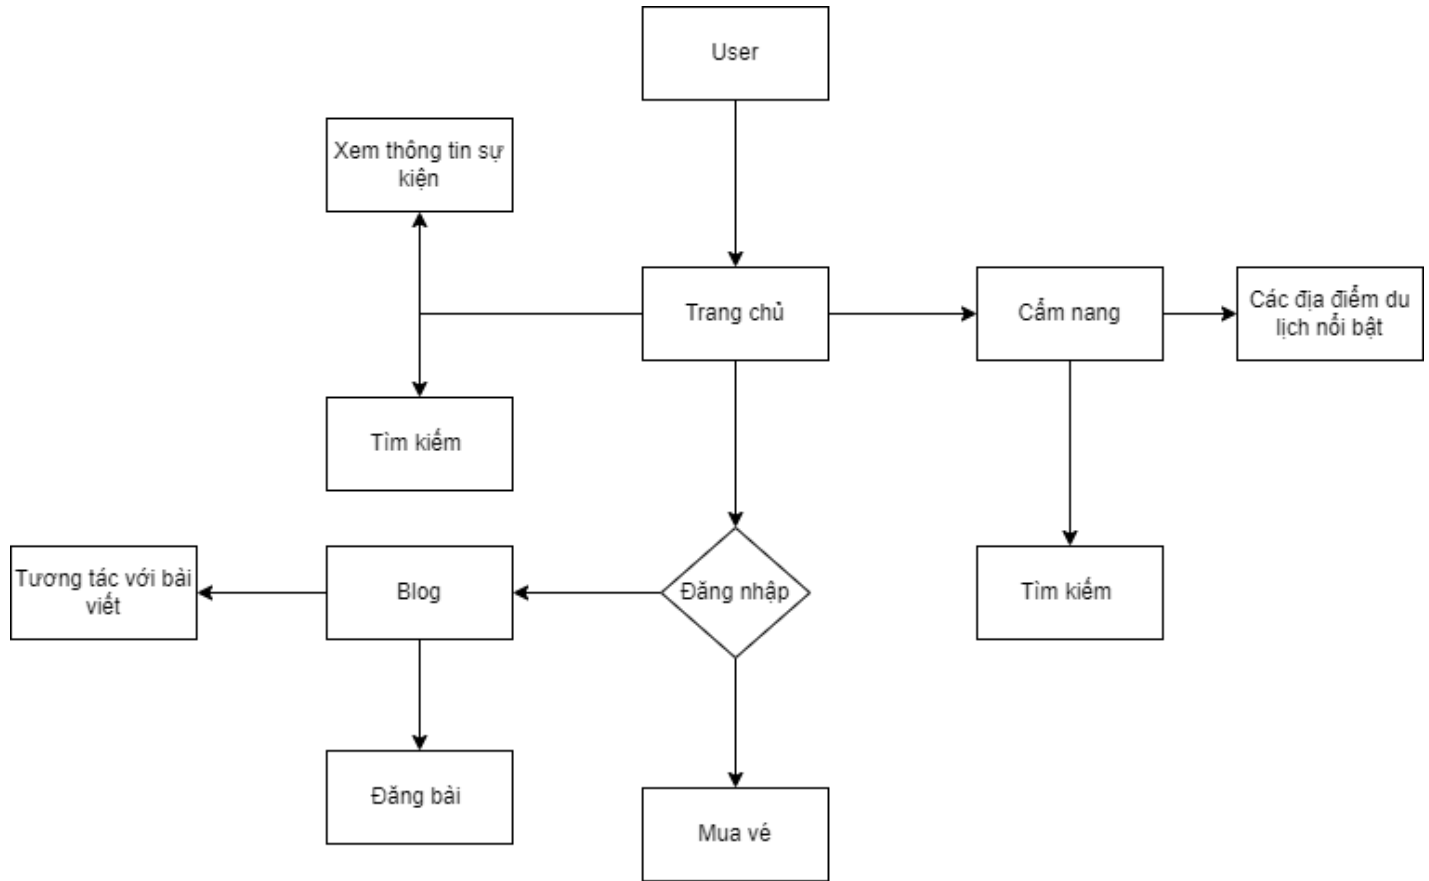 User
Xem thông tin sự
kiện
Trang chủ
Cẩm nang
Các địa điểm du
lịch nổi bật
Tìm kiếm
Tương tác với bài
viết
Blog
Đăng nhập
Tìm kiếm
Đăng bài
Mua vé